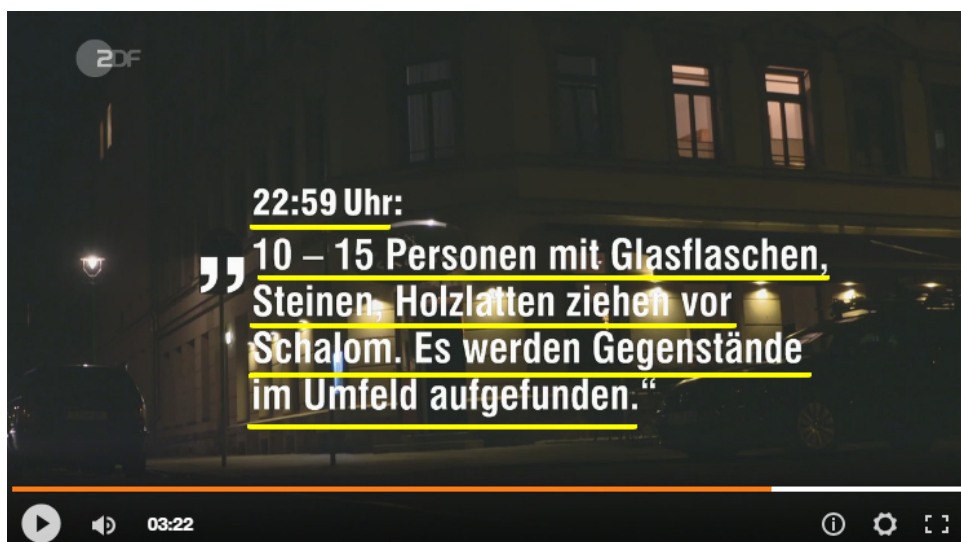 ZDF
22:59 Uhr:
„10 – 15 Personen mit Glasflaschen,
Steinen, Holzlatten ziehen vor
Schalom. Es werden Gegenstände
im Umfeld aufgefunden.“
03:22